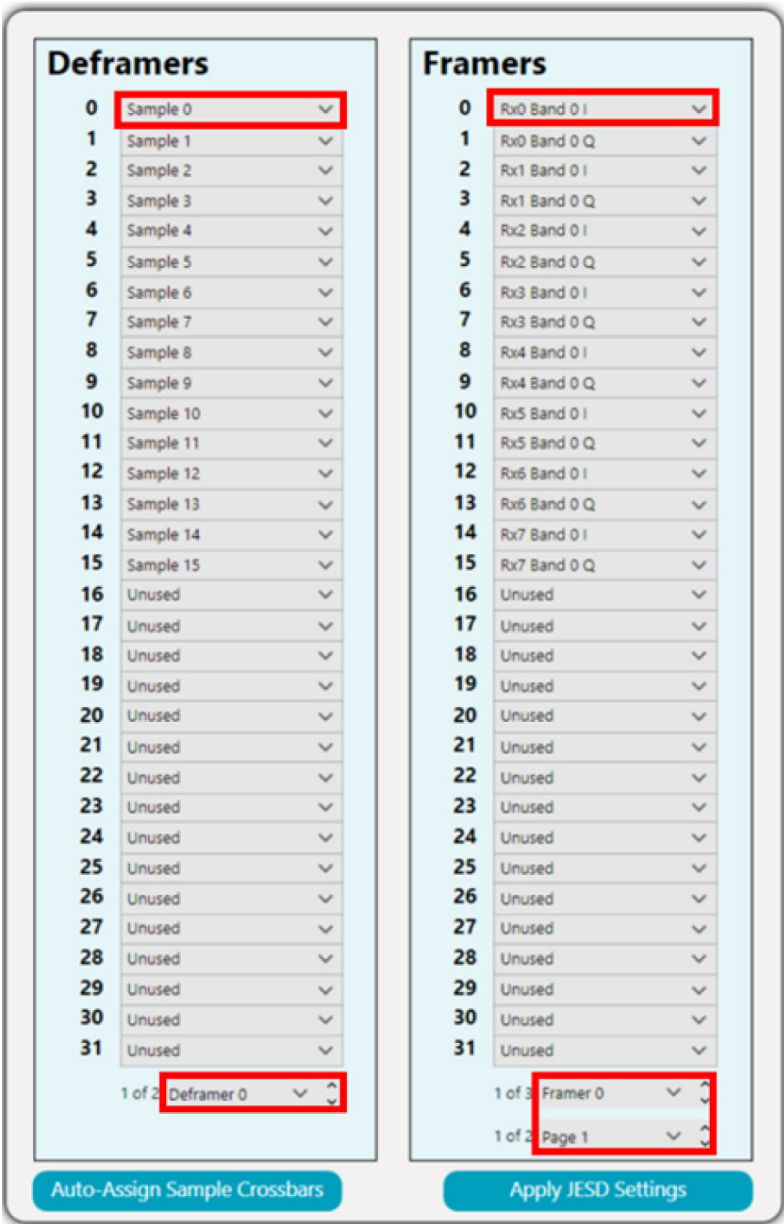 Deframers
0 Sample 0
1 Sample 1
2 Sample 2
3 Sample 3
4 Sample 4
5 Sample 5
6 Sample 6
7 Sample 7
8 Sample 8
9 Sample 9
10 Sample 10
11 Sample 11
12 Sample 12
13 Sample 13
14 Sample 14
15 Sample 15
16 Unused
17 Unused
18 Unused
19 Unused
20 Unused
21 Unused
22 Unused
23 Unused
24 Unused
25 Unused
26 Unused
27 Unused
28 Unused
29 Unused
30 Unused
31 Unused
1 of 2 Deframer 0
Auto-Assign Sample Crossbars
Framers
0 Rx0 Band 0 I
1 Rx0 Band 0 Q
2 Rx1 Band 0 I
3 Rx1 Band 0 Q
4 Rx2 Band 0 I
5 Rx2 Band 0 Q
6 Rx3 Band 0 I
7 Rx3 Band 0 Q
8 Rx4 Band 0 I
9 Rx4 Band 0 Q
10 Rx5 Band 0 I
11 Rx5 Band 0 Q
12 Rx6 Band 0 I
13 Rx6 Band 0 Q
14 Rx7 Band 0 I
15 Rx7 Band 0 Q
16 Unused
17 Unused
18 Unused
19 Unused
20 Unused
21 Unused
22 Unused
23 Unused
24 Unused
25 Unused
26 Unused
27 Unused
28 Unused
29 Unused
30 Unused
31 Unused
1 of 3 Framer 0
1 of 2 Page 1
Apply JESD Settings